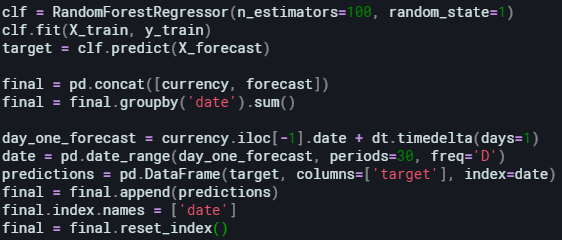 clf = RandomForestRegressor(n_estimators=100, random_state=1)
clf.fit(X_train, y_train)
target = clf.predict(X_forecast)
final = pd.concat([currency, forecast])
final = final.groupby('date').sum()
day_one_forecast = currency.iloc[-1].date + dt.timedelta(days=1)
date = pd.date_range(day_one_forecast, periods=30, freq='D')
predictions = pd.DataFrame(target, columns=['target'], index=date)
final = final.append(predictions)
final.index.names = ['date']
final = final.reset_index()